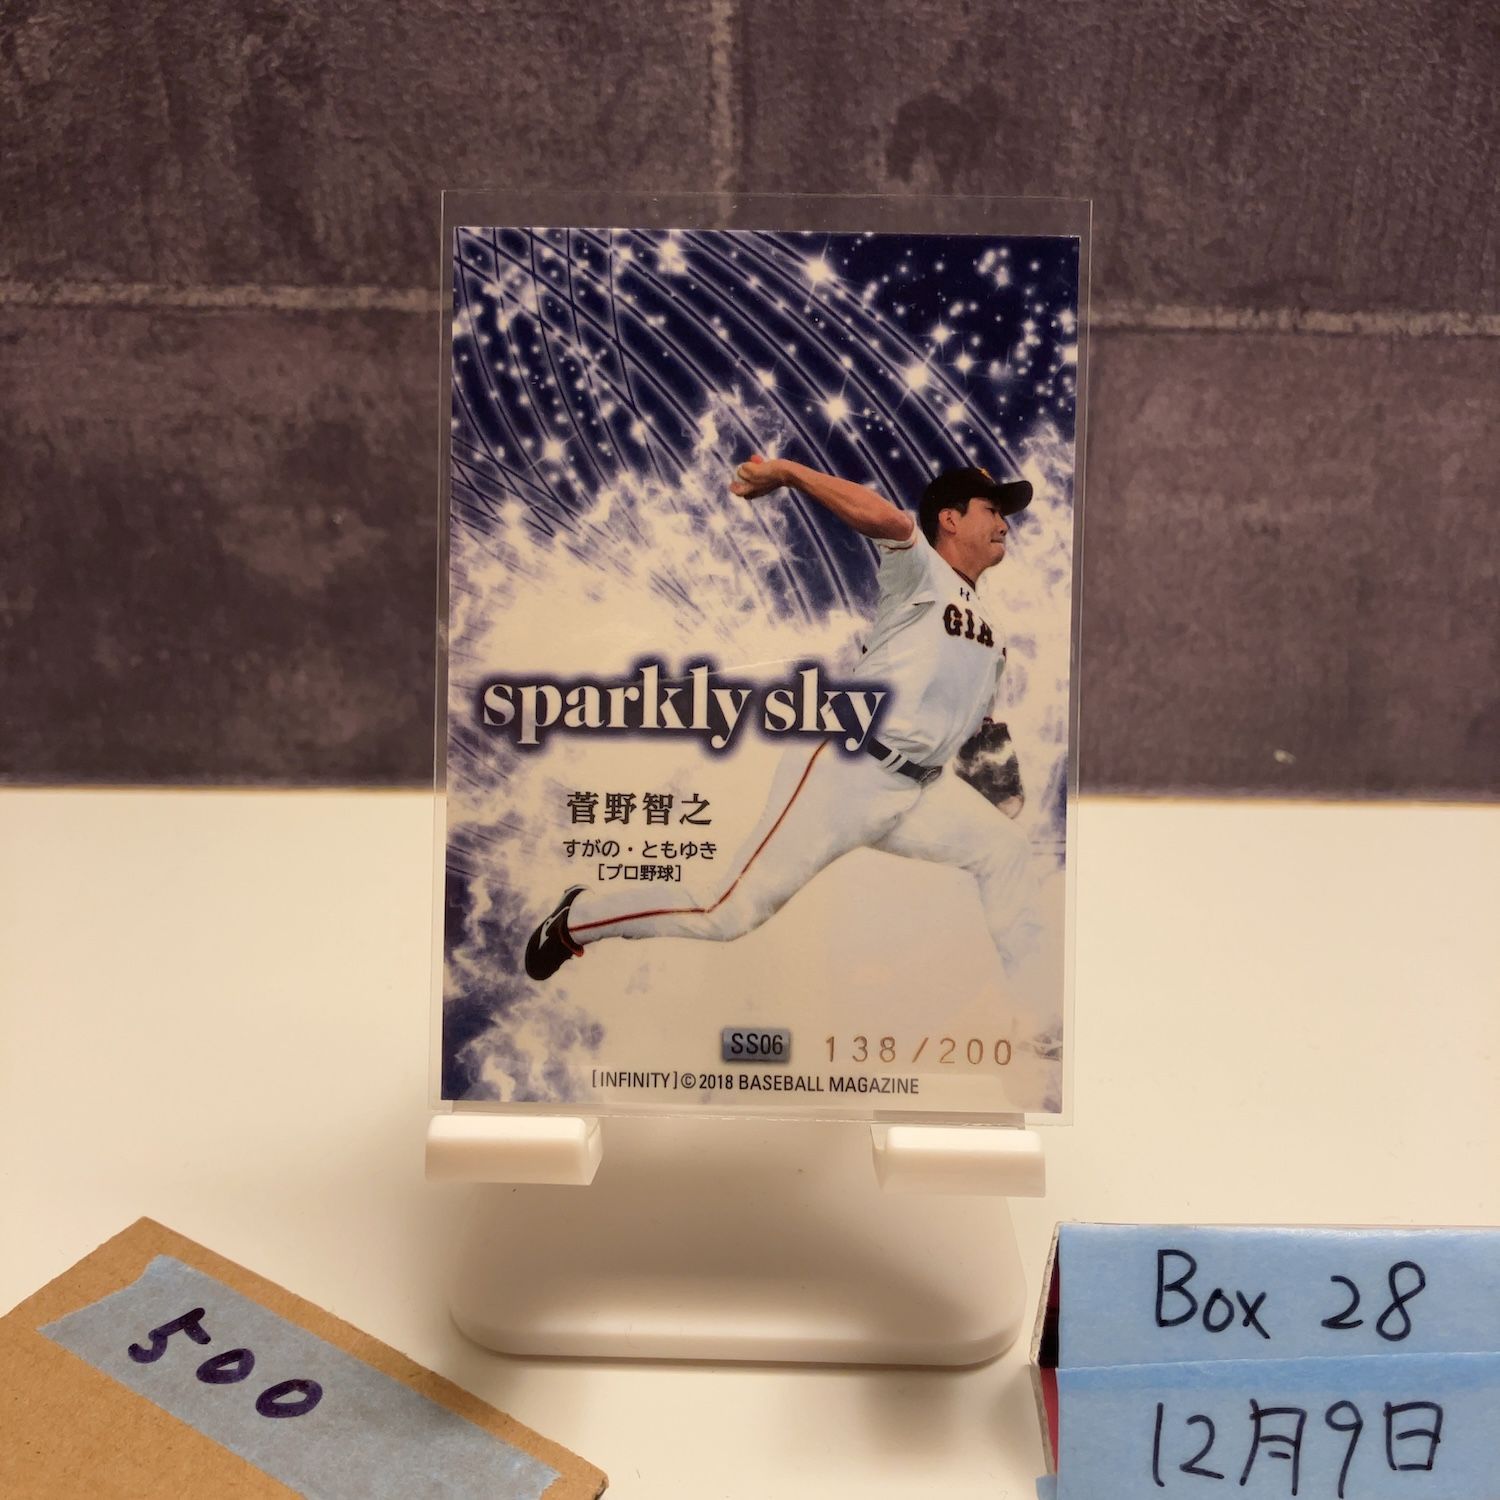 GIA
sparkly sky
菅野智之
すがの・ともゆき
[プロ野球]
SS06 138/200
[INFINITY]©2018 BASEBALL MAGAZINE
500
Box 28
12月9日